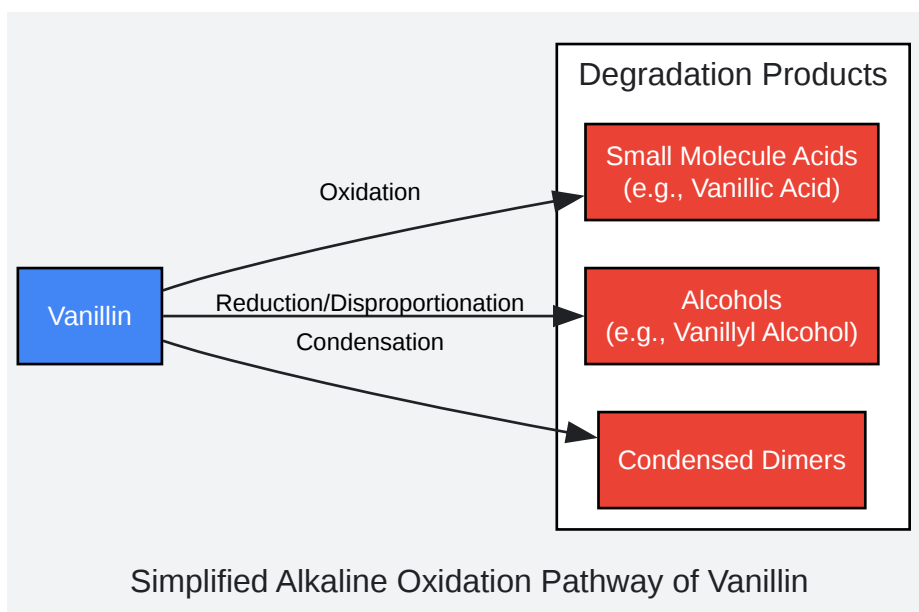 Degradation Products
Small Molecule Acids
(e.g., Vanillic Acid)
Oxidation
Vanillin
Reduction/Disproportionation
Alcohols
(e.g., Vanillyl Alcohol)
Condensation
Condensed Dimers
Simplified Alkaline Oxidation Pathway of Vanillin